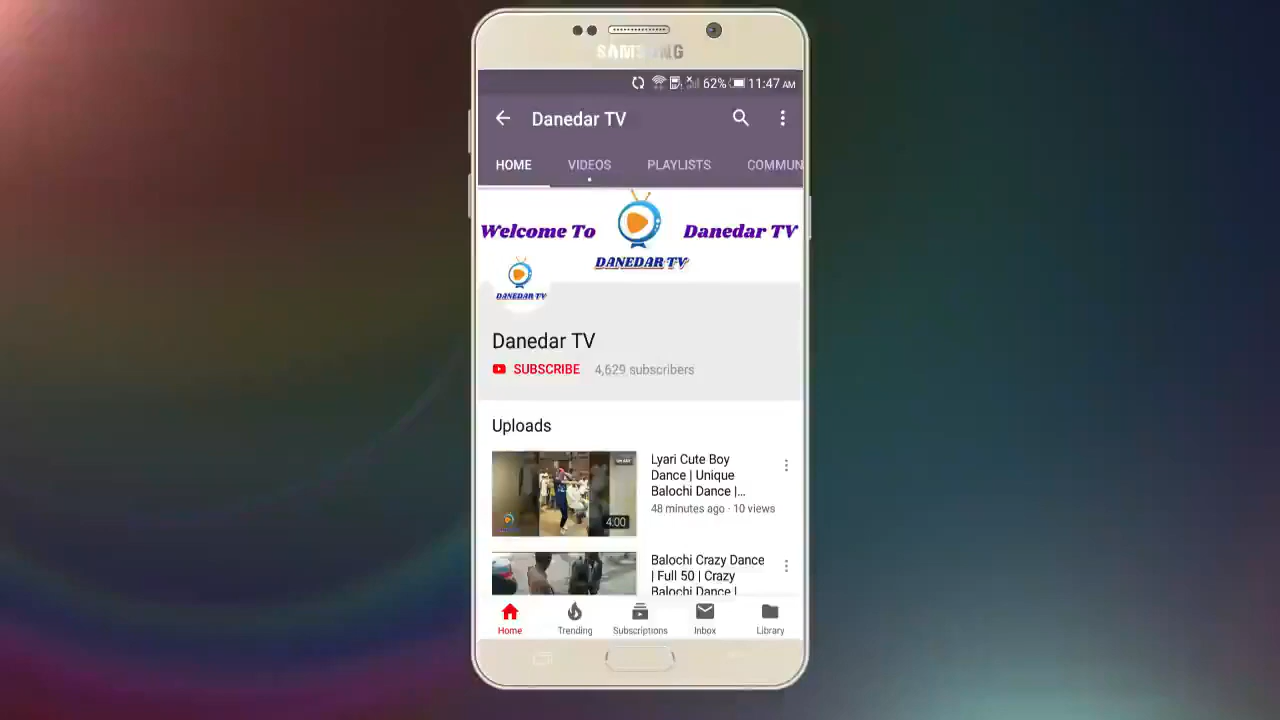 SAMSUNG
62% 11:47 AM
Danedar TV
HOME VIDEOS PLAYLISTS COMMUN
Welcome To Danedar TV
DANEDAR TV
DANEDAR TV
Danedar TV
SUBSCRIBE 4,629 subscribers
Uploads
Lyari Cute Boy
Dance | Unique
Balochi Dance |...
48 minutes ago · 10 views
4:00
Balochi Crazy Dance
| Full 50 | Crazy
Balochi Dance |
Home Trending Subscriptions Inbox Library